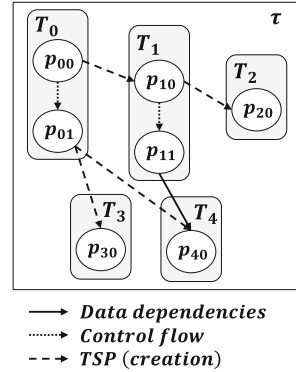 τ
T₀
T₁
T₂
p₀₀
p₁₀
p₂₀
p₀₁
p₁₁
T₃
T₄
p₃₀
p₄₀
Data dependencies
Control flow
TSP (creation)